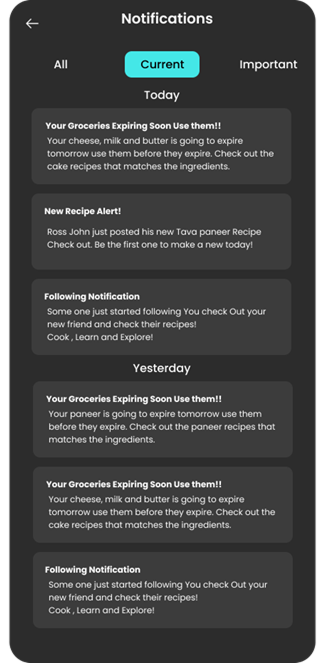 Notifications
All Current Important
Today
Your Groceries Expiring Soon Use them!!
Your cheese, milk and butter is going to expire
tomorrow use them before they expire. Check out the
cake recipes that matches the ingredients.
New Recipe Alert!
Ross John just posted his new Tava paneer Recipe
Check out. Be the first one to make a new today!
Following Notification
Some one just started following You check Out your
new friend and check their recipes!
Cook , Learn and Explore!
Yesterday
Your Groceries Expiring Soon Use them!!
Your paneer is going to expire tomorrow use them
before they expire. Check out the paneer recipes that
matches the ingredients.
Your Groceries Expiring Soon Use them!!
Your cheese, milk and butter is going to expire
tomorrow use them before they expire. Check out the
cake recipes that matches the ingredients.
Following Notification
Some one just started following You check Out your
new friend and check their recipes!
Cook , Learn and Explore!